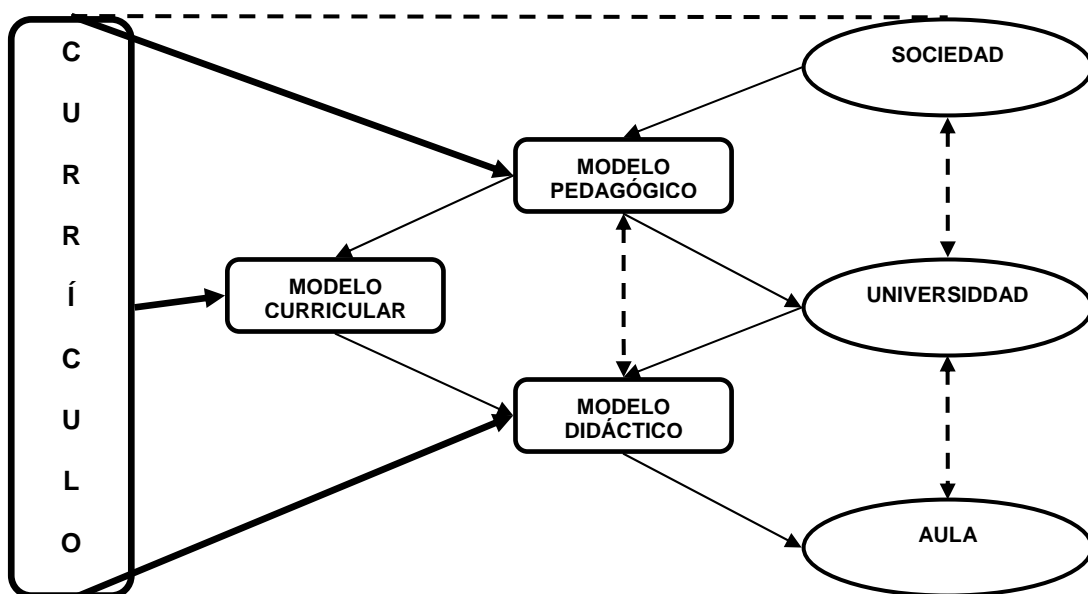 C
U
R
R
Í
C
U
L
O
SOCIEDAD
MODELO
PEDAGÓGICO
MODELO
CURRICULAR
UNIVERSIDDAD
MODELO
DIDÁCTICO
AULA